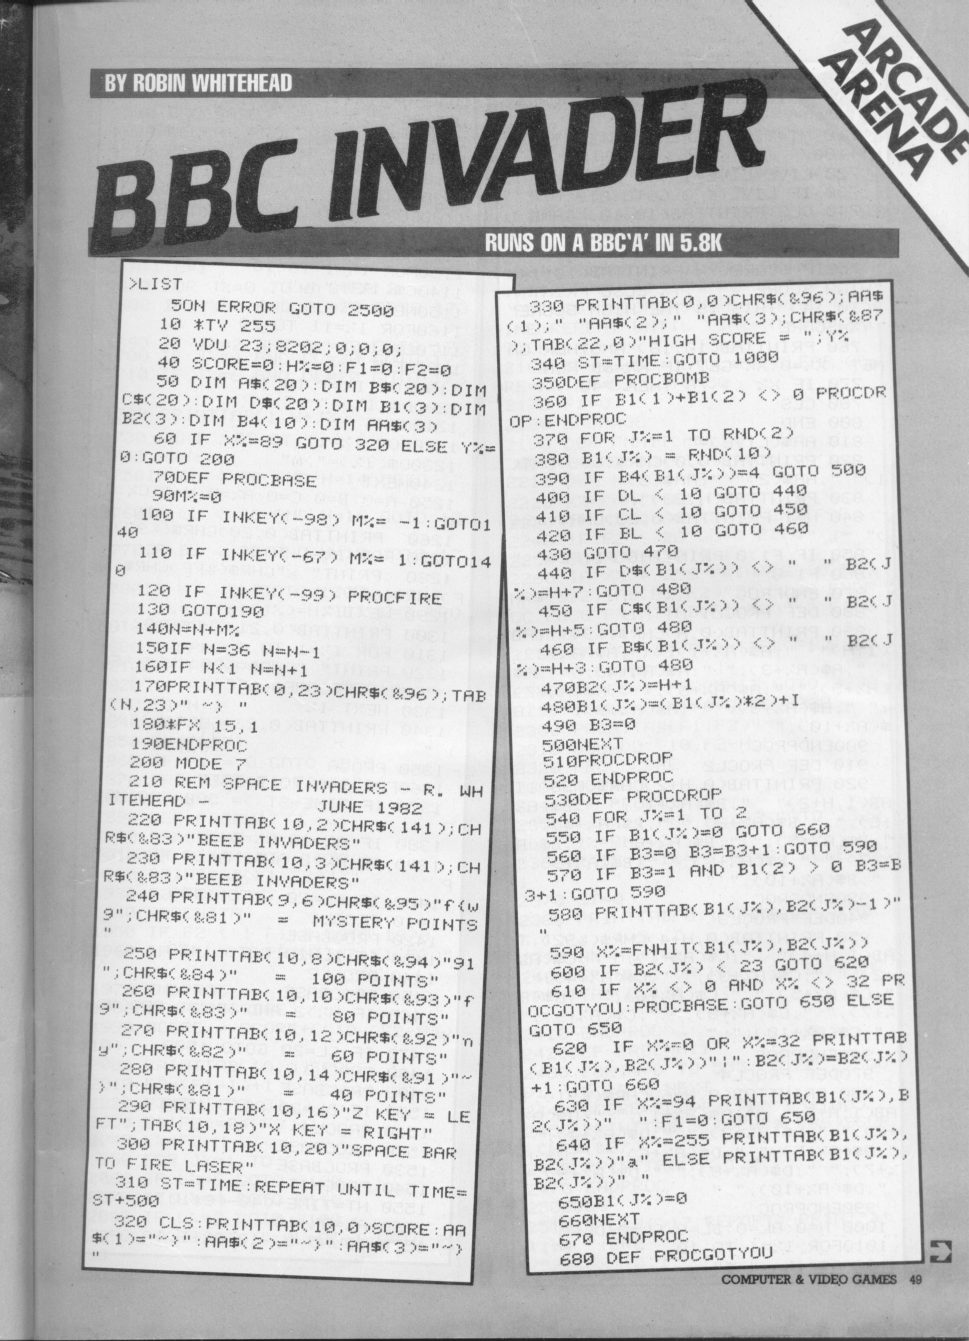 ARCADE
ARENA
BY ROBIN WHITEHEAD
BBC INVADER
RUNS ON A BBC'A' IN 5.8K
>LIST
5ON ERROR GOTO 2500
10 *TV 255
20 VDU 23;8202;0;0;0;
40 SCORE=0:H%=0:F1=0:F2=0
50 DIM A$(20):DIM B$(20):DIM
C$(20):DIM D$(20):DIM B1(3):DIM
B2(3):DIM B4(10):DIM AA$(3)
60 IF X%=89 GOTO 320 ELSE Y%=
0:GOTO 200
70DEF PROCBASE
90M%=0
100 IF INKEY(-98) M%= -1:GOTO1
40
110 IF INKEY(-67) M%= 1:GOTO14
0
120 IF INKEY(-99) PROCFIRE
130 GOTO190
140N=N+M%
150IF N=36 N=N-1
160IF N<1 N=N+1
170PRINTTAB(0,23)CHR$(&96);TAB
(N,23)" ~} "
180*FX 15,1
190ENDPROC
200 MODE 7
210 REM SPACE INVADERS - R. WH
ITEHEAD - JUNE 1982
220 PRINTTAB(10,2)CHR$(141);CH
R$(&83)"BEEB INVADERS"
230 PRINTTAB(10,3)CHR$(141);CH
R$(&83)"BEEB INVADERS"
240 PRINTTAB(9,6)CHR$(&95)"f{w
9";CHR$(&81)" = MYSTERY POINTS
"
250 PRINTTAB(10,8)CHR$(&94)"91
";CHR$(&84)" = 100 POINTS"
260 PRINTTAB(10,10)CHR$(&93)"f
9";CHR$(&83)" = 80 POINTS"
270 PRINTTAB(10,12)CHR$(&92)"n
y";CHR$(&82)" = 60 POINTS"
280 PRINTTAB(10,14)CHR$(&91)"~
}";CHR$(&81)" = 40 POINTS"
290 PRINTTAB(10,16)"Z KEY = LE
FT";TAB(10,18)"X KEY = RIGHT"
300 PRINTTAB(10,20)"SPACE BAR
TO FIRE LASER"
310 ST=TIME:REPEAT UNTIL TIME=
ST+500
320 CLS:PRINTTAB(10,0)SCORE:AA
$(1)="~}":AA$(2)="~}":AA$(3)="~}
"
330 PRINTTAB(0,0)CHR$(&96);AA$
(1);" "AA$(2);" "AA$(3);CHR$(&87
);TAB(22,0)"HIGH SCORE = ";Y%
340 ST=TIME:GOTO 1000
350DEF PROCBOMB
360 IF B1(1)+B1(2) <> 0 PROCDR
OP:ENDPROC
370 FOR J%=1 TO RND(2)
380 B1(J%) = RND(10)
390 IF B4(B1(J%))=4 GOTO 500
400 IF DL < 10 GOTO 440
410 IF CL < 10 GOTO 450
420 IF BL < 10 GOTO 460
430 GOTO 470
440 IF D$(B1(J%)) <> "  " B2(J
%)=H+7:GOTO 480
450 IF C$(B1(J%)) <> "  " B2(J
%)=H+5:GOTO 480
460 IF B$(B1(J%)) <> "  " B2(J
%)=H+3:GOTO 480
470B2(J%)=H+1
480B1(J%)=(B1(J%)*2)+I
490 B3=0
500NEXT
510PROCDROP
520 ENDPROC
530DEF PROCDROP
540 FOR J%=1 TO 2
550 IF B1(J%)=0 GOTO 660
560 IF B3=0 B3=B3+1:GOTO 590
570 IF B3=1 AND B1(2) > 0 B3=B
3+1:GOTO 590
580 PRINTTAB(B1(J%),B2(J%)-1)"
"
590 X%=FNHIT(B1(J%),B2(J%))
600 IF B2(J%) < 23 GOTO 620
610 IF X% <> 0 AND X% <> 32 PR
OCGOTYOU:PROCBASE:GOTO 650 ELSE
GOTO 650
620 IF X%=0 OR X%=32 PRINTTAB
(B1(J%),B2(J%))"¦":B2(J%)=B2(J%)
+1:GOTO 660
630 IF X%=94 PRINTTAB(B1(J%),B
2(J%))" ":F1=0:GOTO 650
640 IF X%=255 PRINTTAB(B1(J%),
B2(J%))"a" ELSE PRINTTAB(B1(J%),
B2(J%))" "
650B1(J%)=0
660NEXT
670 ENDPROC
680 DEF PROCGOTYOU
COMPUTER & VIDEO GAMES 49